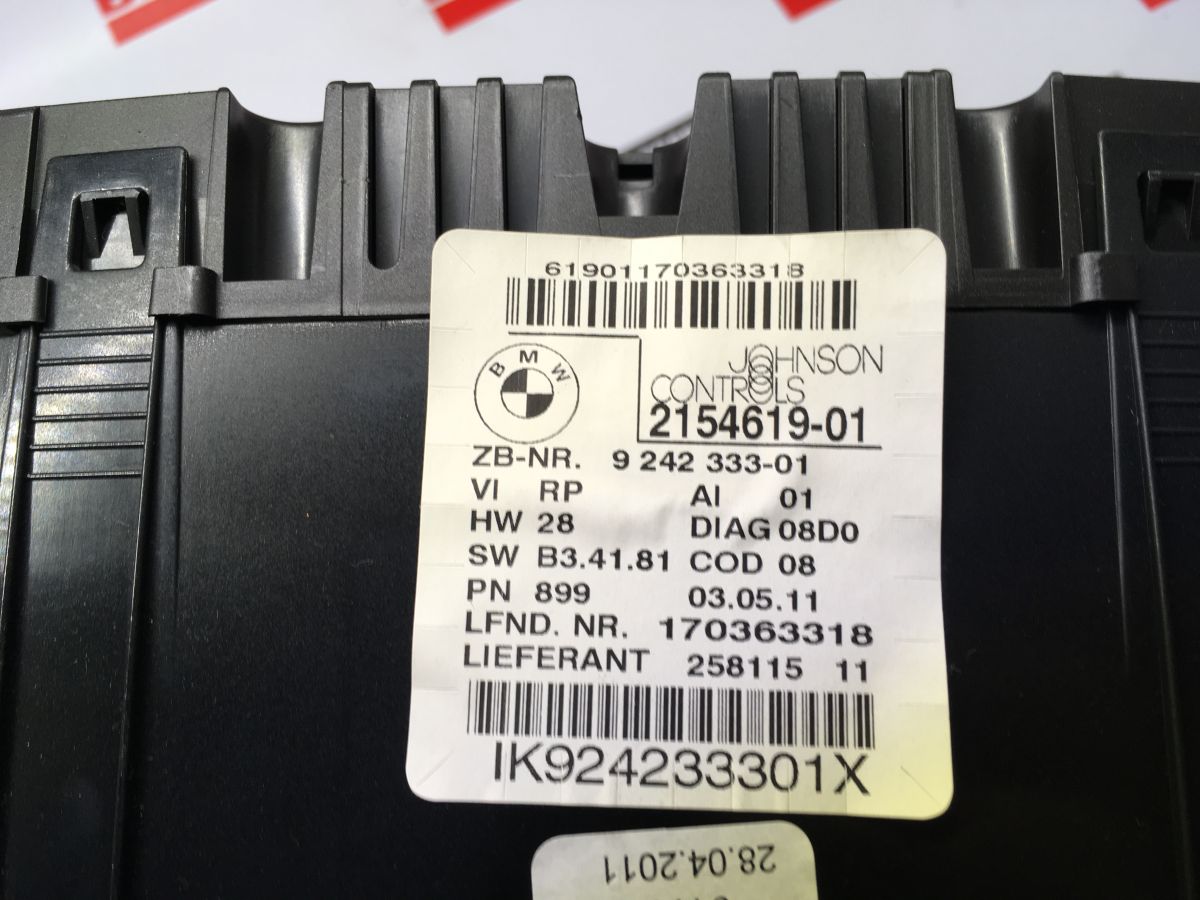 61901170363318
BMW
JOHNSON
CONTROLS
2154619-01
ZB-NR. 9 242 333-01
VI RP AI 01
HW 28 DIAG 08D0
SW B3.41.81 COD 08
PN 899 03.05.11
LFND. NR. 170363318
LIEFERANT 258115 11
IK924233301X
28.04.2011